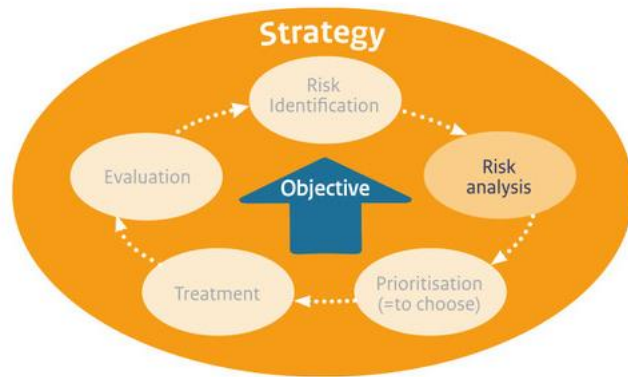 Strategy
Risk
Identification
Risk
analysis
Prioritisation
(=to choose)
Treatment
Evaluation
Objective